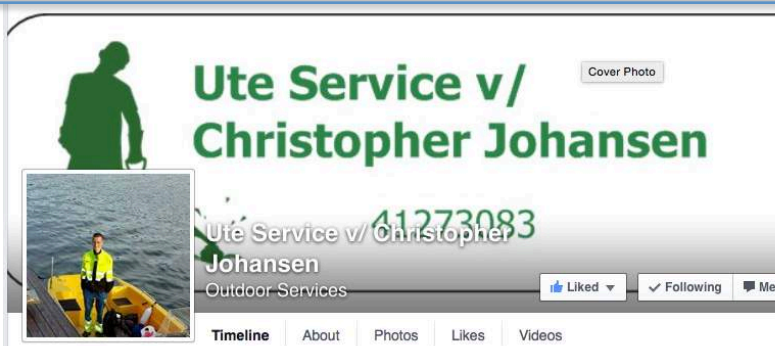 Ute Service v/
Cover Photo
Christopher Johansen
41273083
Ute Service v/ Christopher
Johansen
Outdoor Services
Liked
Following
Me
Timeline
About
Photos
Likes
Videos